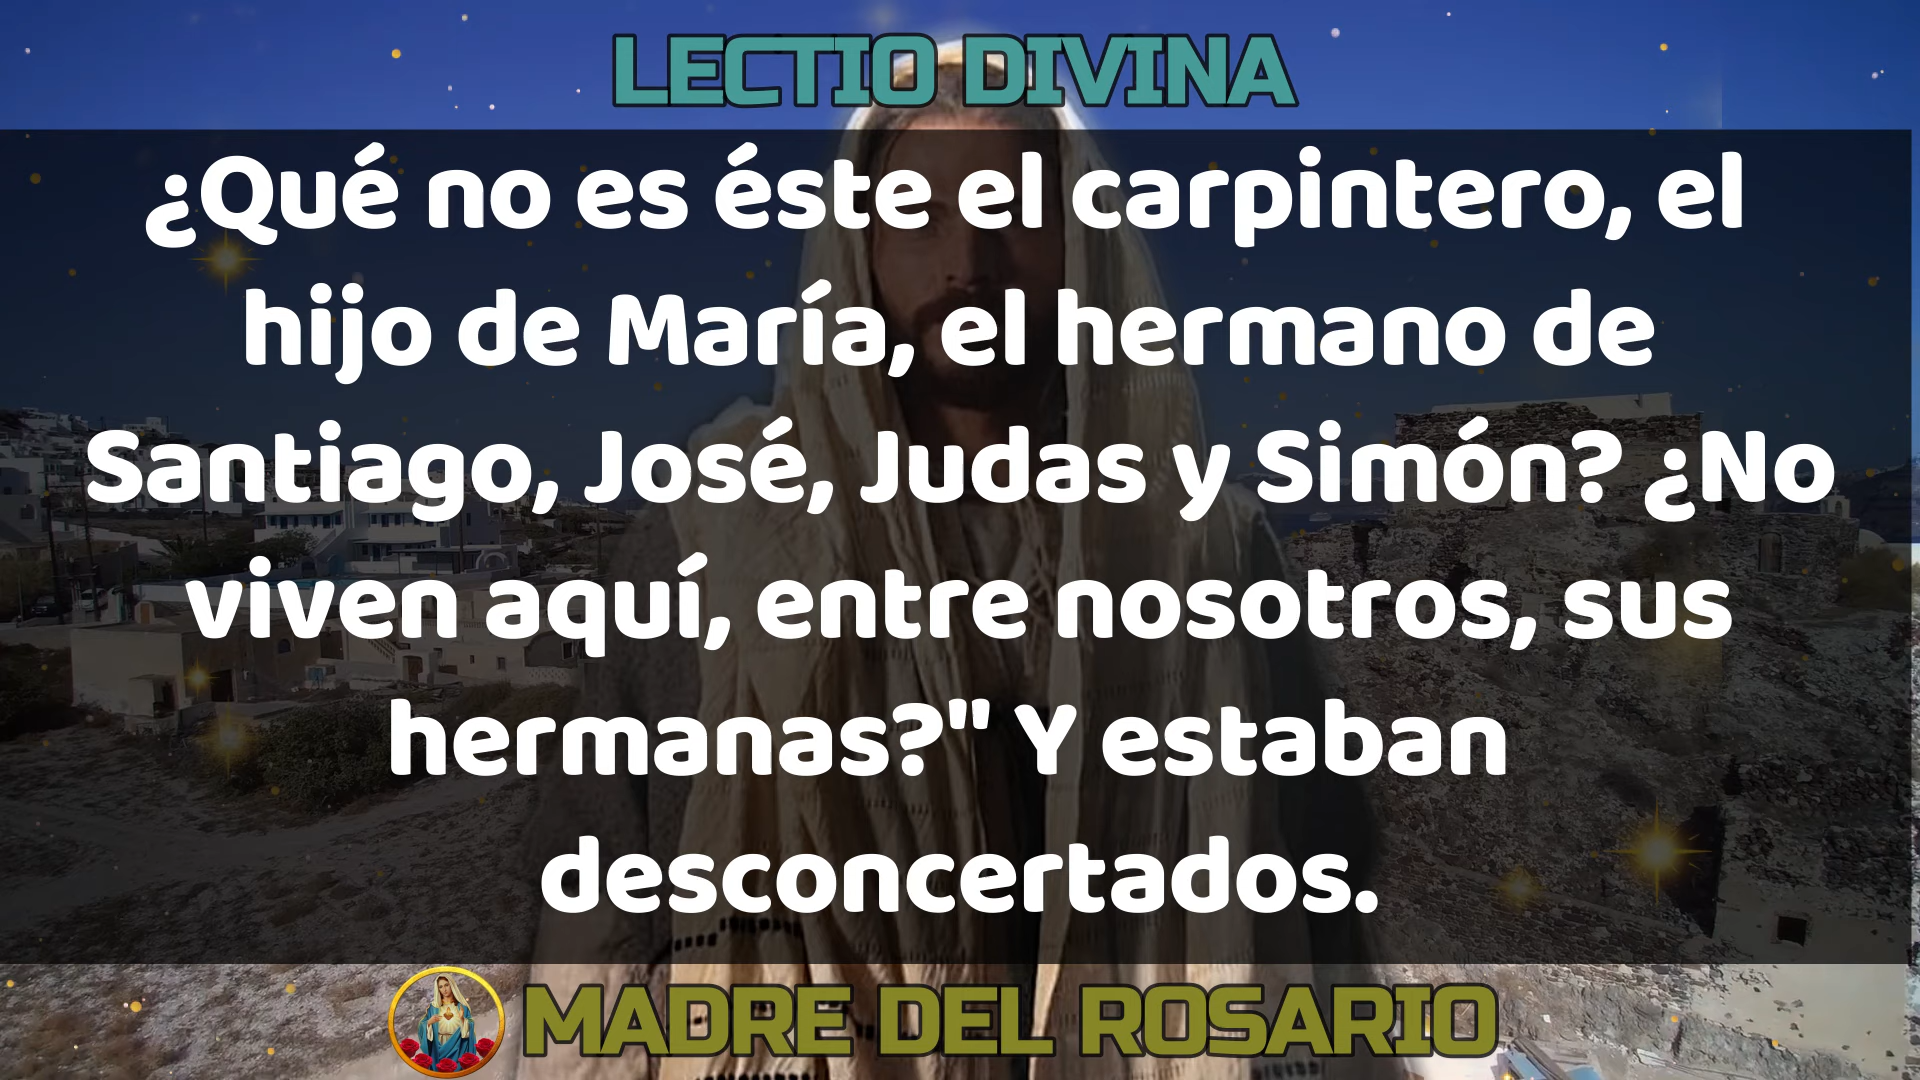 LECTIO DIVINA
¿Qué no es éste el carpintero, el
hijo de María, el hermano de
Santiago, José, Judas y Simón? ¿No
viven aquí, entre nosotros, sus
hermanas?" Y estaban
desconcertados.
MADRE DEL ROSARIO